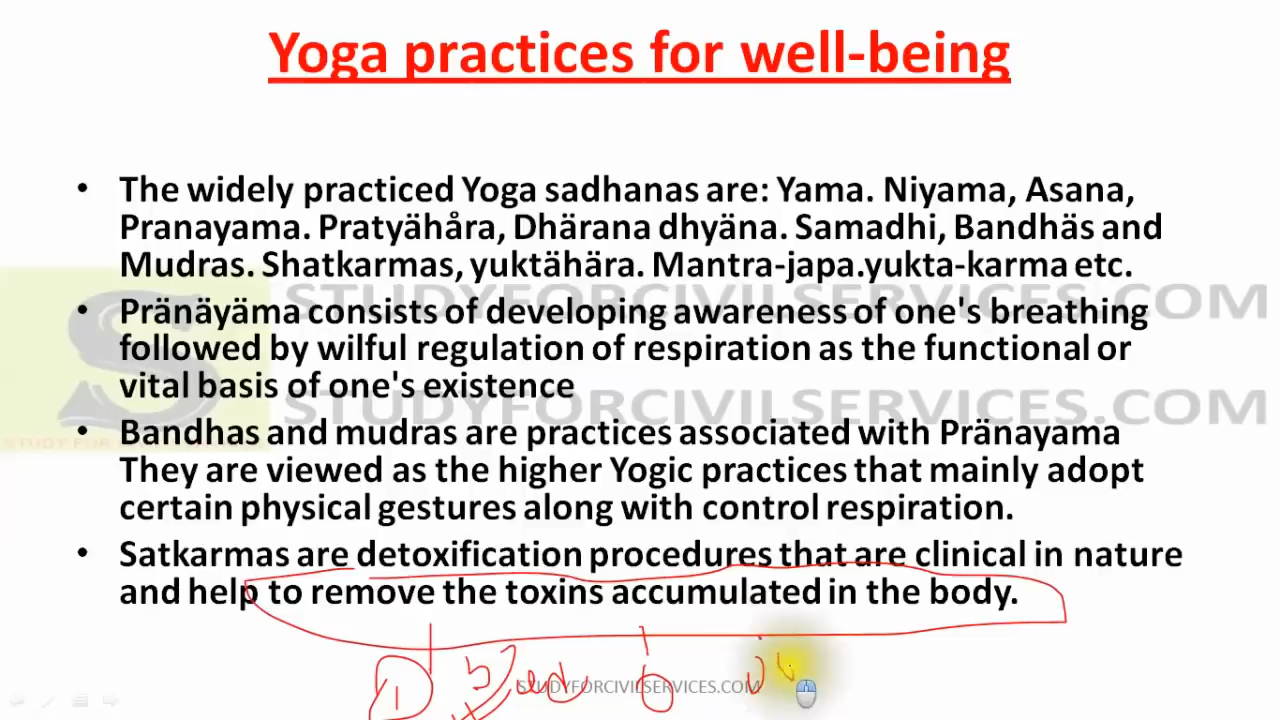 Yoga practices for well-being
• The widely practiced Yoga sadhanas are: Yama. Niyama, Asana,
Pranayama. Pratyähåra, Dhärana dhyäna. Samadhi, Bandhäs and
Mudras. Shatkarmas, yuktähära. Mantra-japa.yukta-karma etc.
STUDYFORCIVILSERVICES.COM
• Pränäyäma consists of developing awareness of one's breathing
followed by wilful regulation of respiration as the functional or
vital basis of one's existence
STUDYFORCIVILSERVICES.COM
• Bandhas and mudras are practices associated with Pränayama
They are viewed as the higher Yogic practices that mainly adopt
certain physical gestures along with control respiration.
• Satkarmas are detoxification procedures that are clinical in nature
and help to remove the toxins accumulated in the body.
STUDYFORCIVILSERVICES.COM